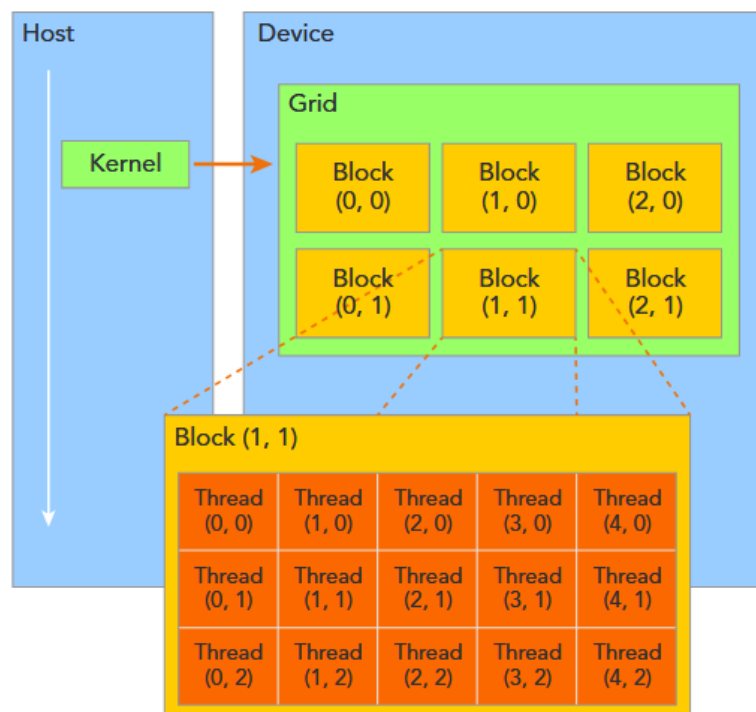 Host
Device
Grid
Kernel
Block
(0, 0)
Block
(1, 0)
Block
(2, 0)
Block
(0, 1)
Block
(1, 1)
Block
(2, 1)
Block (1, 1)
Thread
(0, 0)
Thread
(1, 0)
Thread
(2, 0)
Thread
(3, 0)
Thread
(4, 0)
Thread
(0, 1)
Thread
(1, 1)
Thread
(2, 1)
Thread
(3, 1)
Thread
(4, 1)
Thread
(0, 2)
Thread
(1, 2)
Thread
(2, 2)
Thread
(3, 2)
Thread
(4, 2)